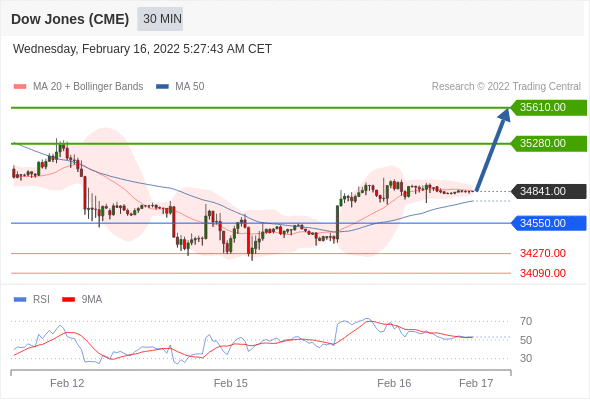 Dow Jones (CME) 30 MIN
Wednesday, February 16, 2022 5:27:43 AM CET
MA 20 + Bollinger Bands MA 50 Research © 2022 Trading Central
35610.00
35280.00
34841.00
34550.00
34270.00
34090.00
RSI 9MA
70
50
30
Feb 12 Feb 15 Feb 16 Feb 17